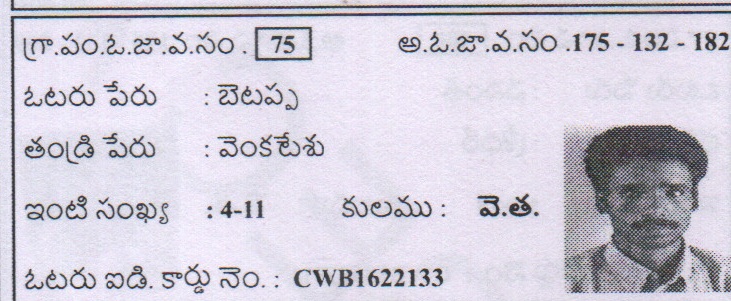 గ్రా.పం.ఓ.జా.వ.సం. 75 అ.ఓ.జా.వ.సం .175 - 132 - 182
ఓటరు పేరు : బెటప్ప
తండ్రి పేరు : వెంకటేశు
ఇంటి సంఖ్య : 4-11 కులము : వె.త.
ఓటరు ఐడి. కార్డు నెం. : CWB1622133